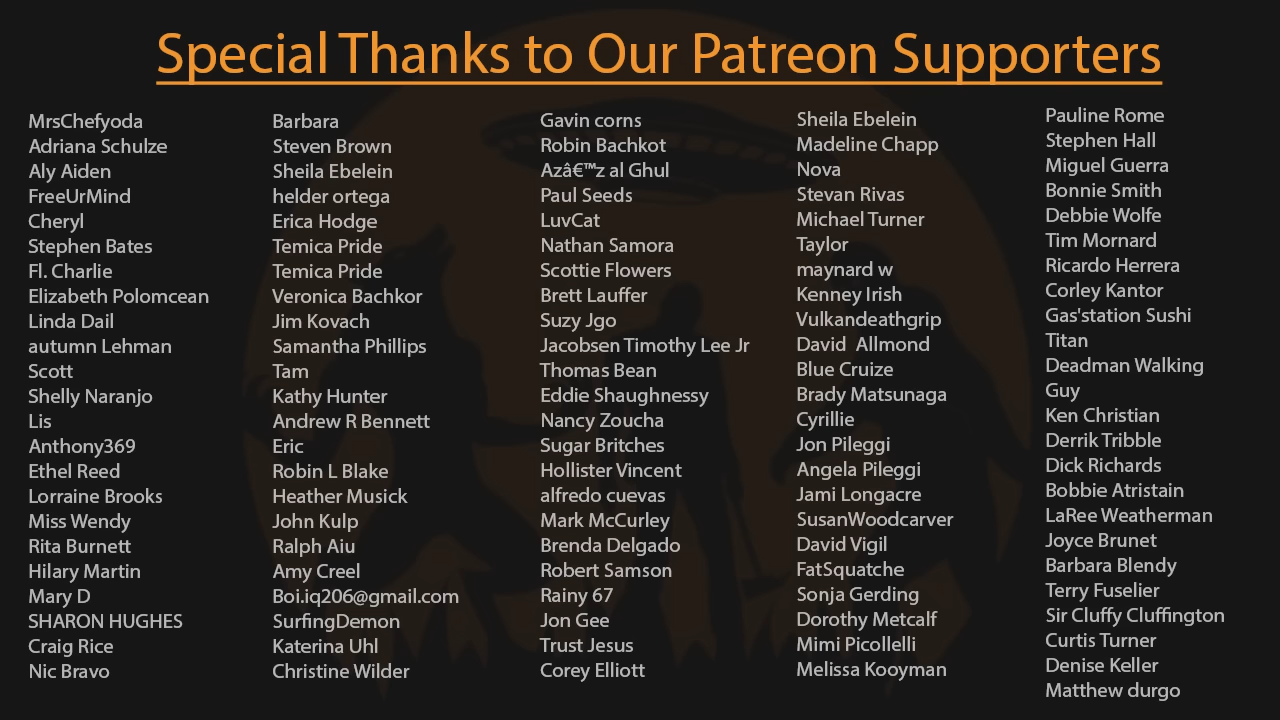 Special Thanks to Our Patreon Supporters
MrsChefyoda
Adriana Schulze
Aly Aiden
FreeUrMind
Cheryl
Stephen Bates
Fl. Charlie
Elizabeth Polomcean
Linda Dail
autumn Lehman
Scott
Shelly Naranjo
Lis
Anthony369
Ethel Reed
Lorraine Brooks
Miss Wendy
Rita Burnett
Hilary Martin
Mary D
SHARON HUGHES
Craig Rice
Nic Bravo
Barbara
Steven Brown
Sheila Ebelein
helder ortega
Erica Hodge
Temica Pride
Temica Pride
Veronica Bachkor
Jim Kovach
Samantha Phillips
Tam
Kathy Hunter
Andrew R Bennett
Eric
Robin L Blake
Heather Musick
John Kulp
Ralph Aiu
Amy Creel
Boi.iq206@gmail.com
SurfingDemon
Katerina Uhl
Christine Wilder
Gavin corns
Robin Bachkot
Azâ€™z al Ghul
Paul Seeds
LuvCat
Nathan Samora
Scottie Flowers
Brett Lauffer
Suzy Jgo
Jacobsen Timothy Lee Jr
Thomas Bean
Eddie Shaughnessy
Nancy Zoucha
Sugar Britches
Hollister Vincent
alfredo cuevas
Mark McCurley
Brenda Delgado
Robert Samson
Rainy 67
Jon Gee
Trust Jesus
Corey Elliott
Sheila Ebelein
Madeline Chapp
Nova
Stevan Rivas
Michael Turner
Taylor
maynard w
Kenney Irish
Vulkandeathgrip
David  Allmond
Blue Cruize
Brady Matsunaga
Cyrillie
Jon Pileggi
Angela Pileggi
Jami Longacre
SusanWoodcarver
David Vigil
FatSquatche
Sonja Gerding
Dorothy Metcalf
Mimi Picollelli
Melissa Kooyman
Pauline Rome
Stephen Hall
Miguel Guerra
Bonnie Smith
Debbie Wolfe
Tim Mornard
Ricardo Herrera
Corley Kantor
Gas'station Sushi
Titan
Deadman Walking
Guy
Ken Christian
Derrik Tribble
Dick Richards
Bobbie Atristain
LaRee Weatherman
Joyce Brunet
Barbara Blendy
Terry Fuselier
Sir Cluffy Cluffington
Curtis Turner
Denise Keller
Matthew durgo